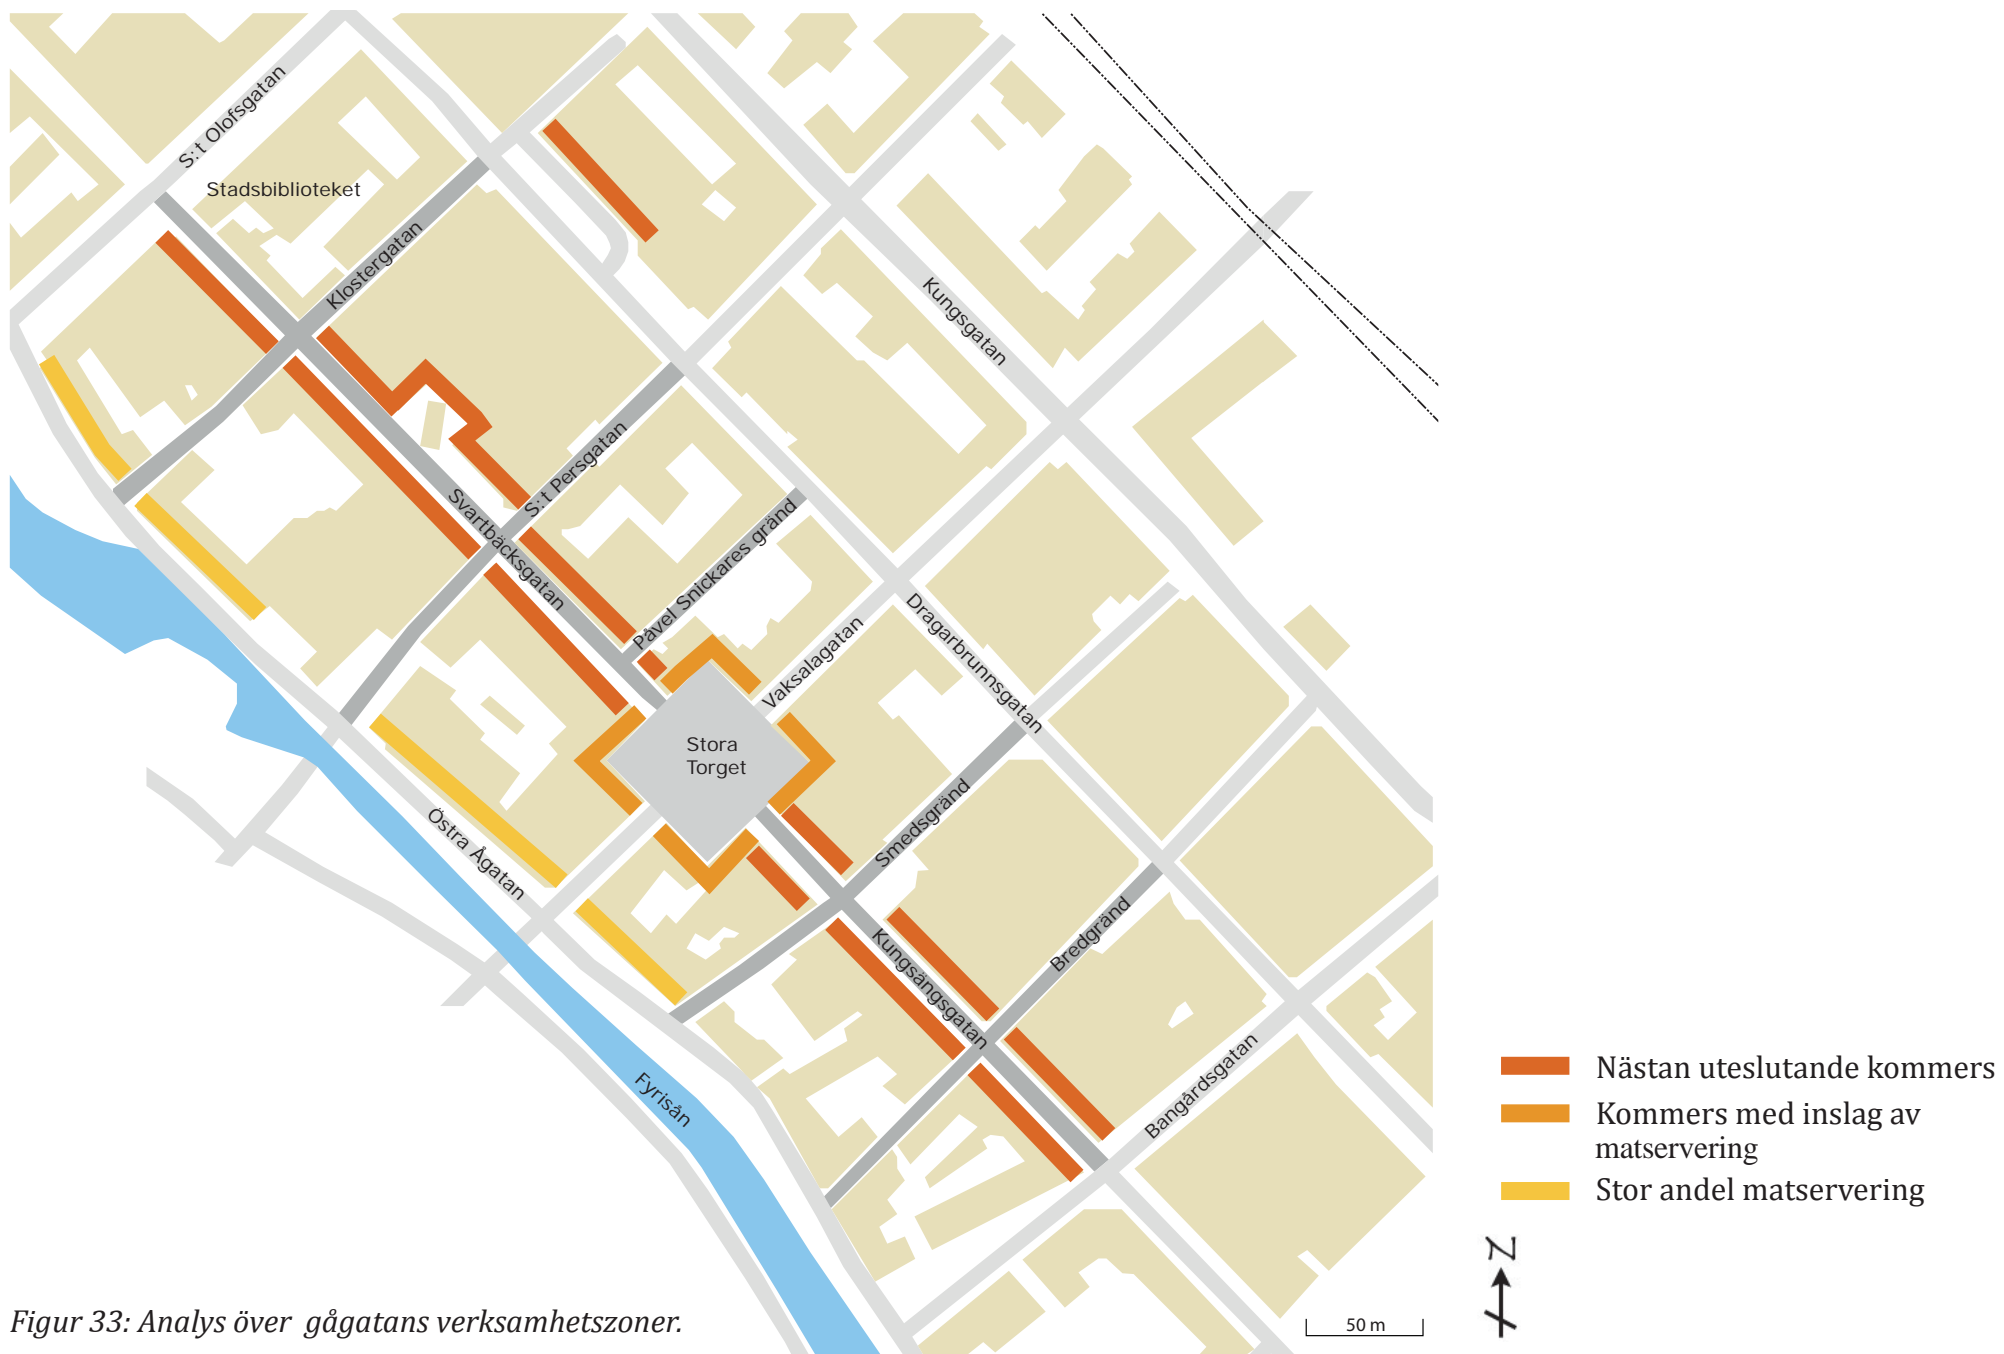 S:t Olofsgatan
Stadsbiblioteket
Klostergatan
Kungsgatan
S:t Persgatan
Svartbäcksgatan
Påvel Snickares gränd
Dragarbrunnsgatan
Vaksalagatan
Stora
Torget
Smedsgränd
Östra Ågatan
Bredgränd
Kungsängsgatan
Bangårdsgatan
Fyrisån
Nästan uteslutande kommers
Kommers med inslag av
matservering
Stor andel matservering
N
50 m
Figur 33: Analys över gågatans verksamhetszoner.